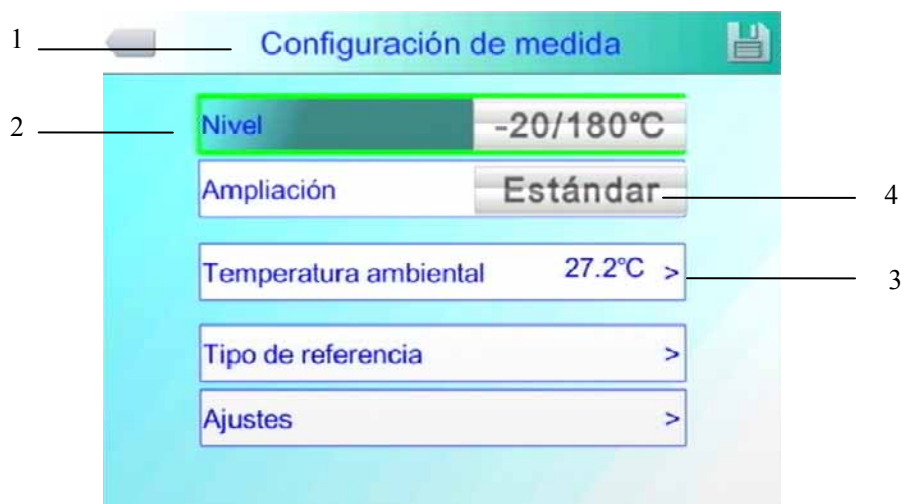 1
Configuración de medida
2
Nivel -20/180℃
Ampliación Estándar
4
Temperatura ambiental 27.2℃ >
3
Tipo de referencia >
Ajustes >